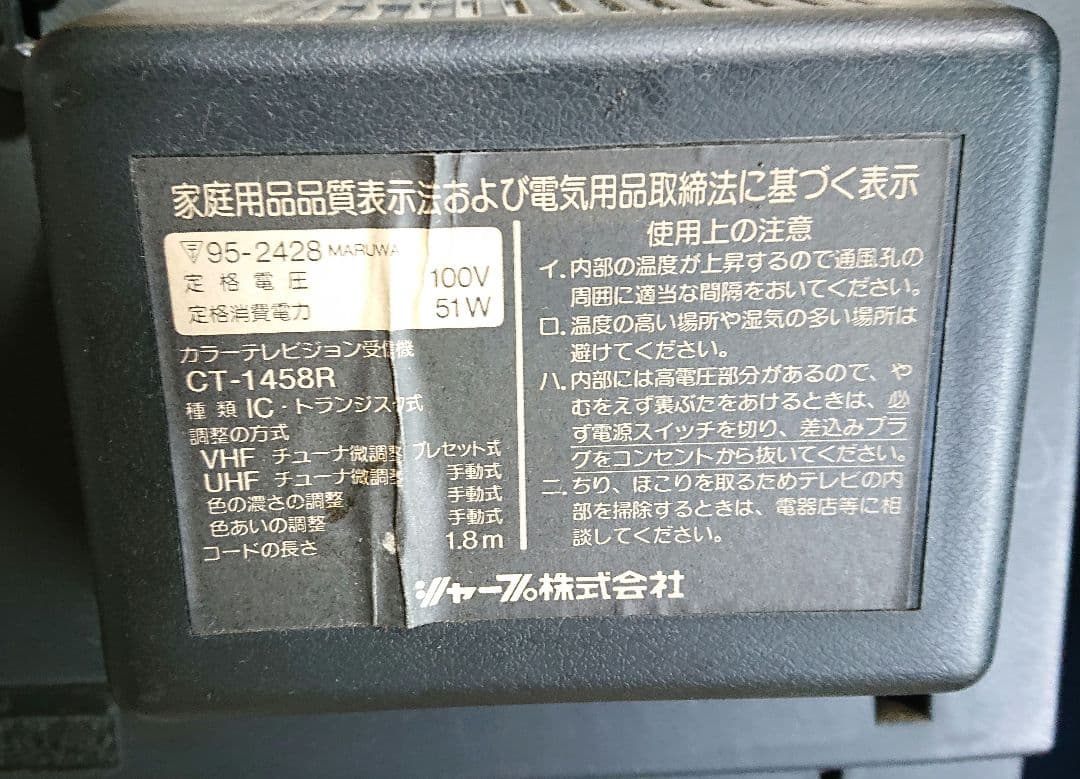 家庭用品品質表示法および電気用品取締法に基づく表示
〒95-2428 MARUWA
定格電圧 100V
定格消費電力 51W
カラーテレビジョン受信機
CT-1458R
種類 IC・トランジスタ式
調整の方式
VHF チューナ微調整 プレセット式
UHF チューナ微調整 手動式
色の濃さの調整 手動式
色あいの調整 手動式
コードの長さ 1.8m
使用上の注意
イ.内部の温度が上昇するので通風孔の
周囲に適当な間隔をおいてください。
ロ.温度の高い場所や湿気の多い場所は
避けてください。
ハ.内部には高電圧部分があるので、や
むをえず裏ぶたをあけるときは、必
ず電源スイッチを切り、差込みプラ
グをコンセントから抜いてください。
ニ.ちり、ほこりを取るためテレビの内
部を掃除するときは、電器店等に相
談してください。
シャープ株式会社